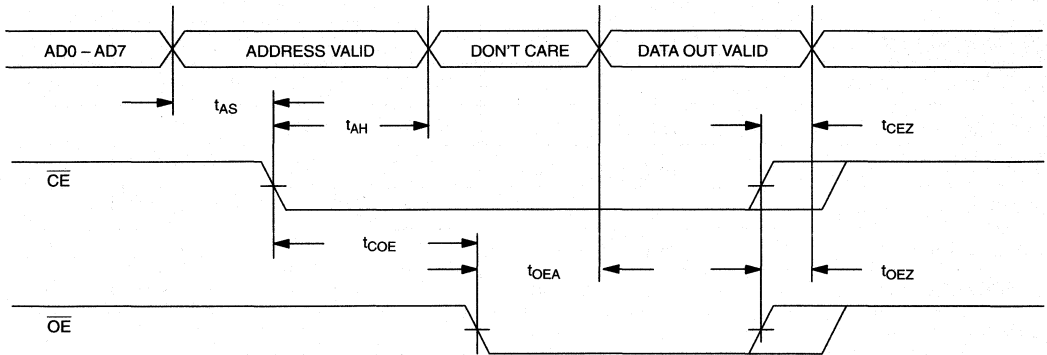 AD0 – AD7 ADDRESS VALID DON'T CARE DATA OUT VALID
tAS
tAH tCEZ
CE
tCOE
tOEA tOEZ
OE